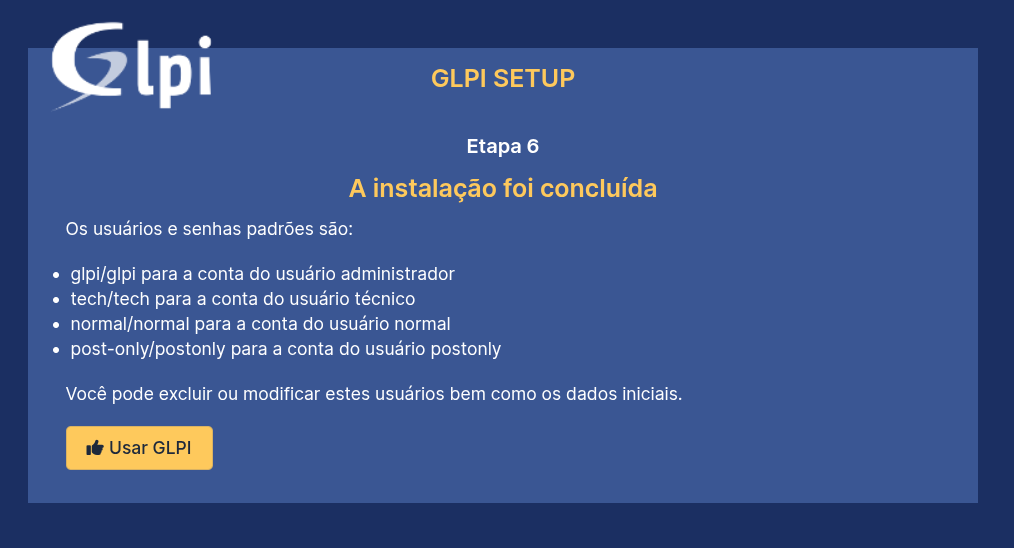 Glpi
GLPI SETUP
Etapa 6
A instalação foi concluída
Os usuários e senhas padrões são:
• glpi/glpi para a conta do usuário administrador
• tech/tech para a conta do usuário técnico
• normal/normal para a conta do usuário normal
• post-only/postonly para a conta do usuário postonly
Você pode excluir ou modificar estes usuários bem como os dados iniciais.
Usar GLPI